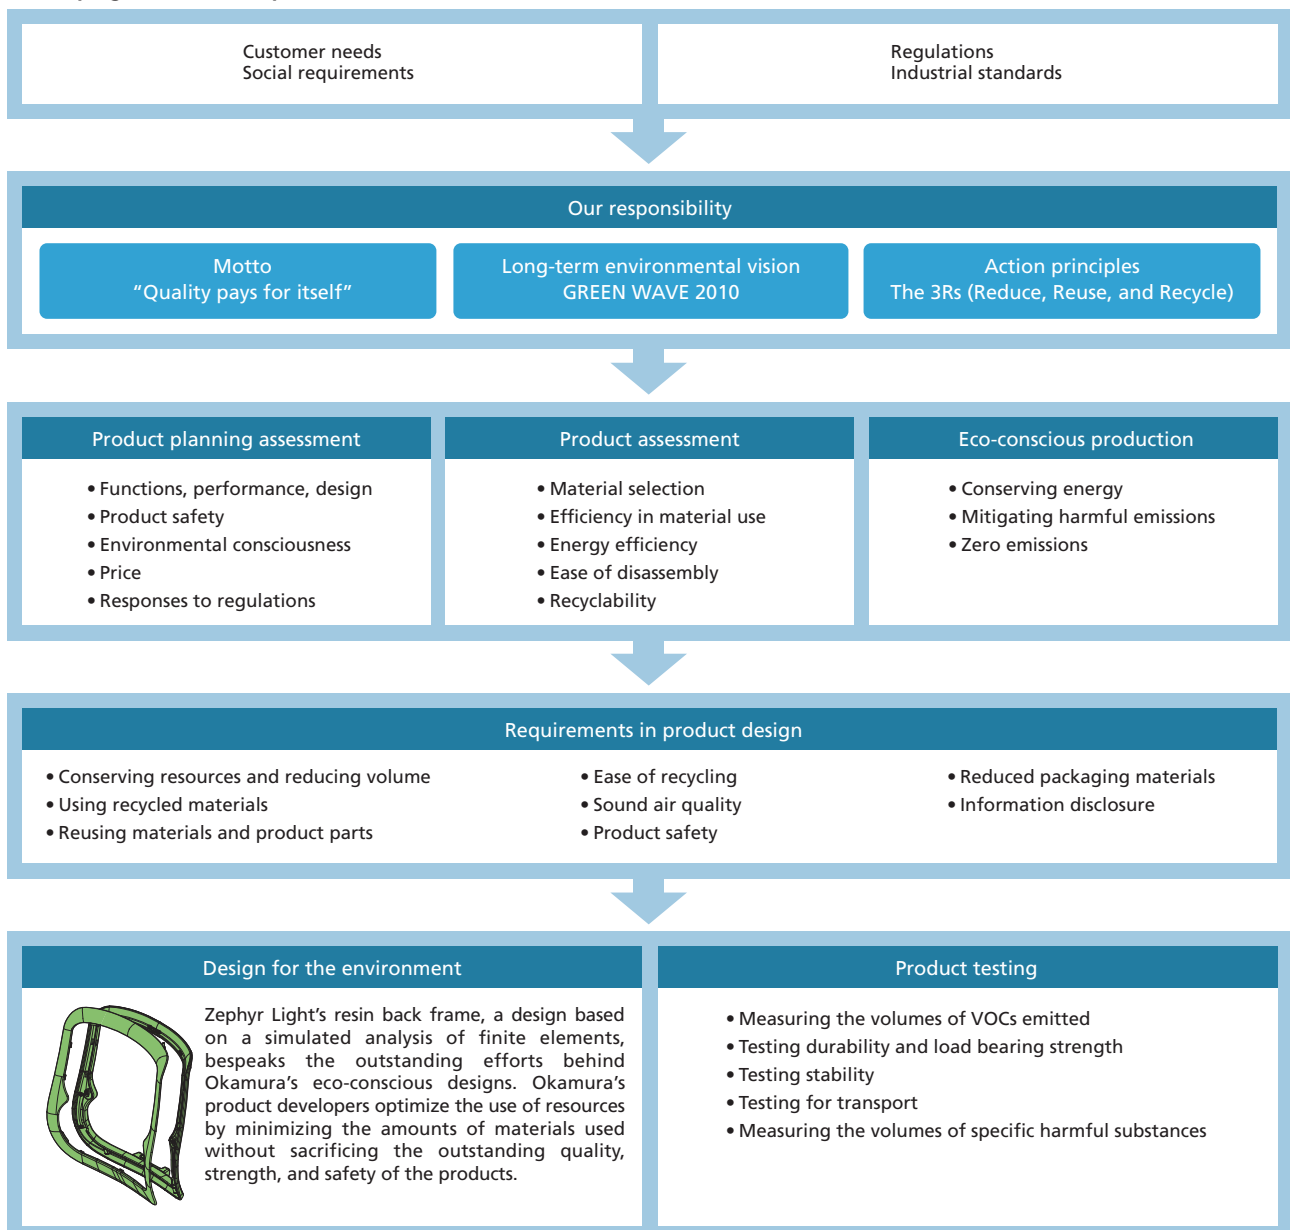 Customer needs
Social requirements
Regulations
Industrial standards
Our responsibility
Motto
“Quality pays for itself”
Long-term environmental vision
GREEN WAVE 2010
Action principles
The 3Rs (Reduce, Reuse, and Recycle)
Product planning assessment
• Functions, performance, design
• Product safety
• Environmental consciousness
• Price
• Responses to regulations
Product assessment
• Material selection
• Efficiency in material use
• Energy efficiency
• Ease of disassembly
• Recyclability
Eco-conscious production
• Conserving energy
• Mitigating harmful emissions
• Zero emissions
Requirements in product design
• Conserving resources and reducing volume
• Using recycled materials
• Reusing materials and product parts
• Ease of recycling
• Sound air quality
• Product safety
• Reduced packaging materials
• Information disclosure
Design for the environment
Zephyr Light’s resin back frame, a design based
on a simulated analysis of finite elements,
bespeaks the outstanding efforts behind
Okamura’s eco-conscious designs. Okamura’s
product developers optimize the use of resources
by minimizing the amounts of materials used
without sacrificing the outstanding quality,
strength, and safety of the products.
Product testing
• Measuring the volumes of VOCs emitted
• Testing durability and load bearing strength
• Testing stability
• Testing for transport
• Measuring the volumes of specific harmful substances